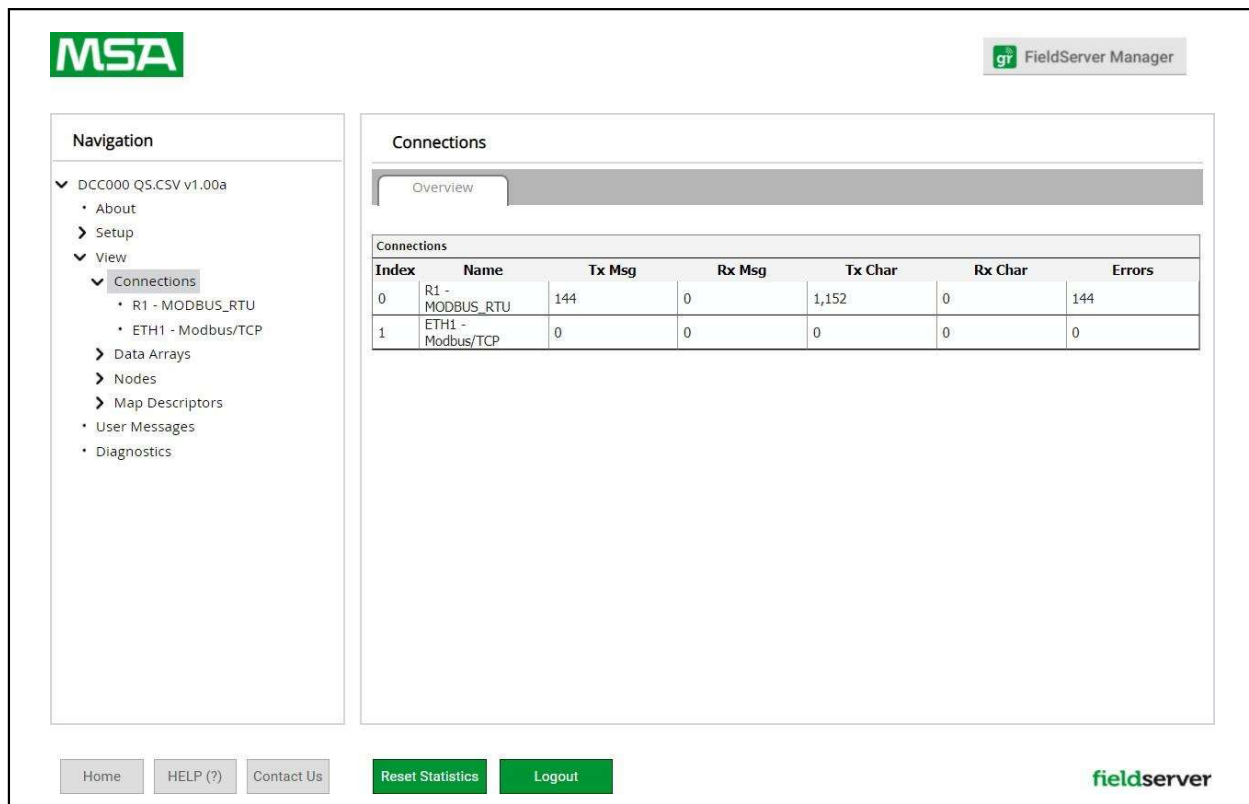 MSA
gr FieldServer Manager
Navigation
DCC000 QS.CSV v1.00a
• About
Setup
View
Connections
• R1 - MODBUS_RTU
• ETH1 - Modbus/TCP
Data Arrays
Nodes
Map Descriptors
• User Messages
• Diagnostics
Connections
Overview
Connections
Index Name Tx Msg Rx Msg Tx Char Rx Char Errors
0 R1 - MODBUS_RTU 144 0 1,152 0 144
1 ETH1 - Modbus/TCP 0 0 0 0 0
Home HELP (?) Contact Us Reset Statistics Logout
fieldserver